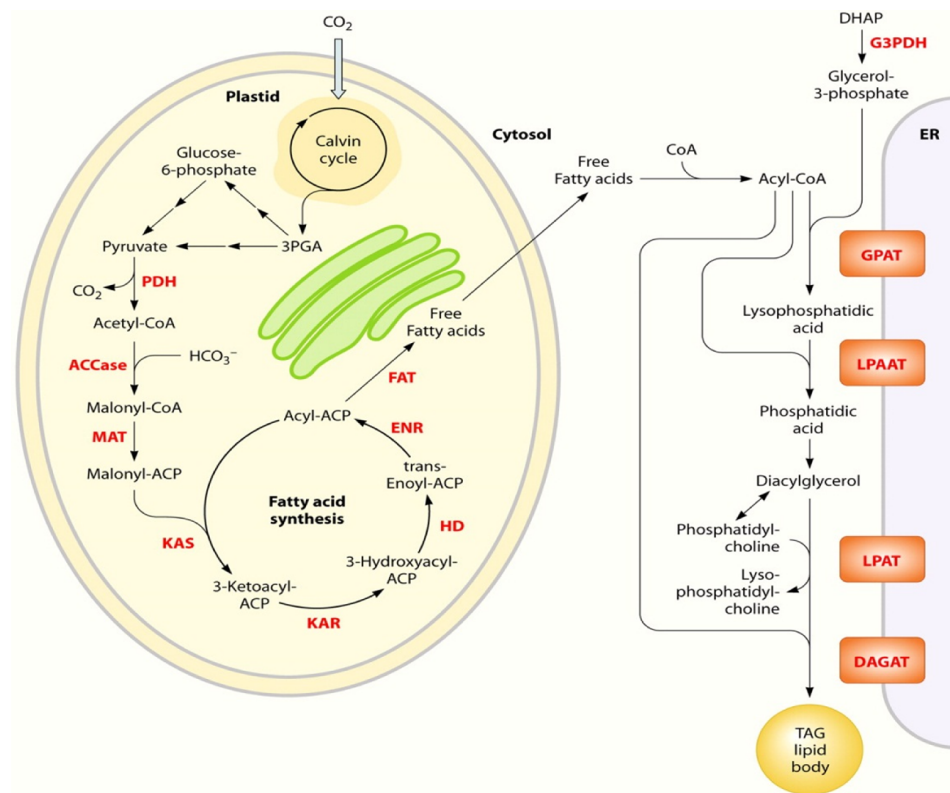 CO₂
Plastid
Calvin
cycle
Glucose-
6-phosphate
Pyruvate
3PGA
PDH
CO₂
Acetyl-CoA
ACCase
HCO₃⁻
Malonyl-CoA
MAT
Malonyl-ACP
KAS
Fatty acid
synthesis
3-Ketoacyl-
ACP
KAR
3-Hydroxyacyl-
ACP
HD
trans-
Enoyl-ACP
ENR
Acyl-ACP
FAT
Free
Fatty acids
Cytosol
Free
Fatty acids
CoA
Acyl-CoA
DHAP
G3PDH
Glycerol-
3-phosphate
ER
GPAT
Lysophosphatidic
acid
LPAAT
Phosphatidic
acid
Diacylglycerol
Phosphatidyl-
choline
LPAT
Lyso-
phosphatidyl-
choline
DAGAT
TAG
lipid
body